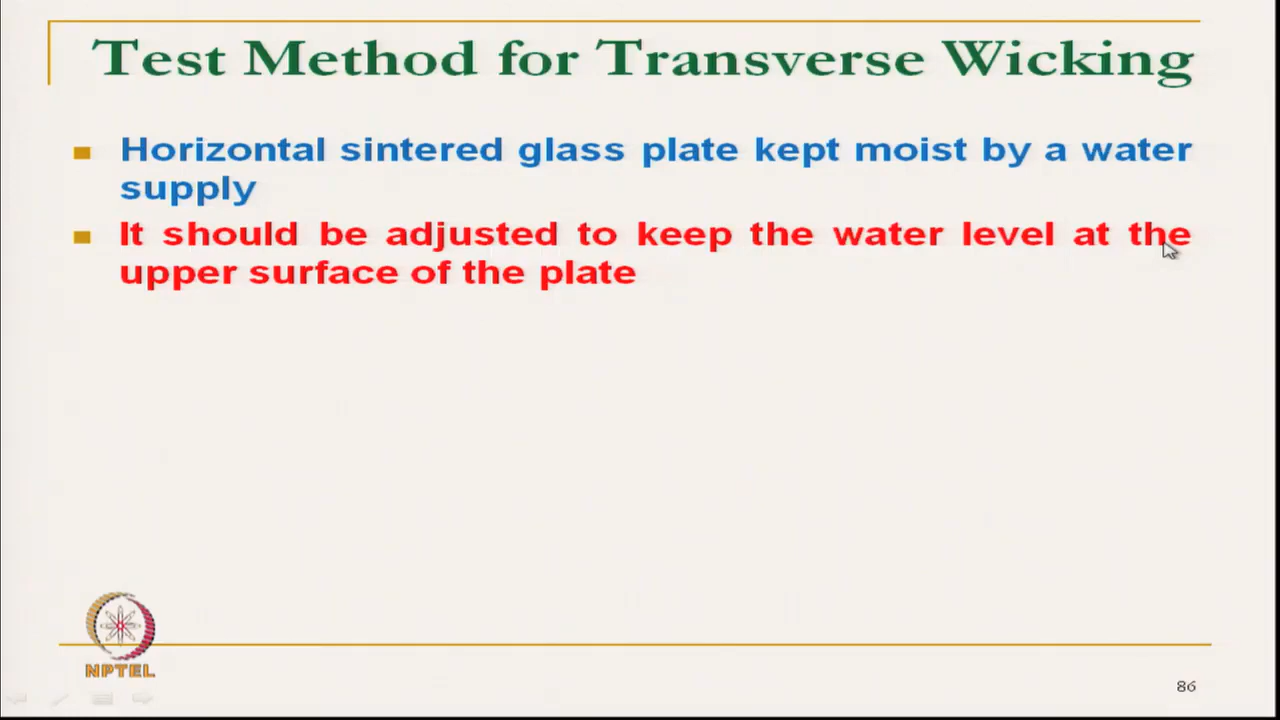 Test Method for Transverse Wicking
Horizontal sintered glass plate kept moist by a water
supply
It should be adjusted to keep the water level at the
upper surface of the plate
NPTEL
86